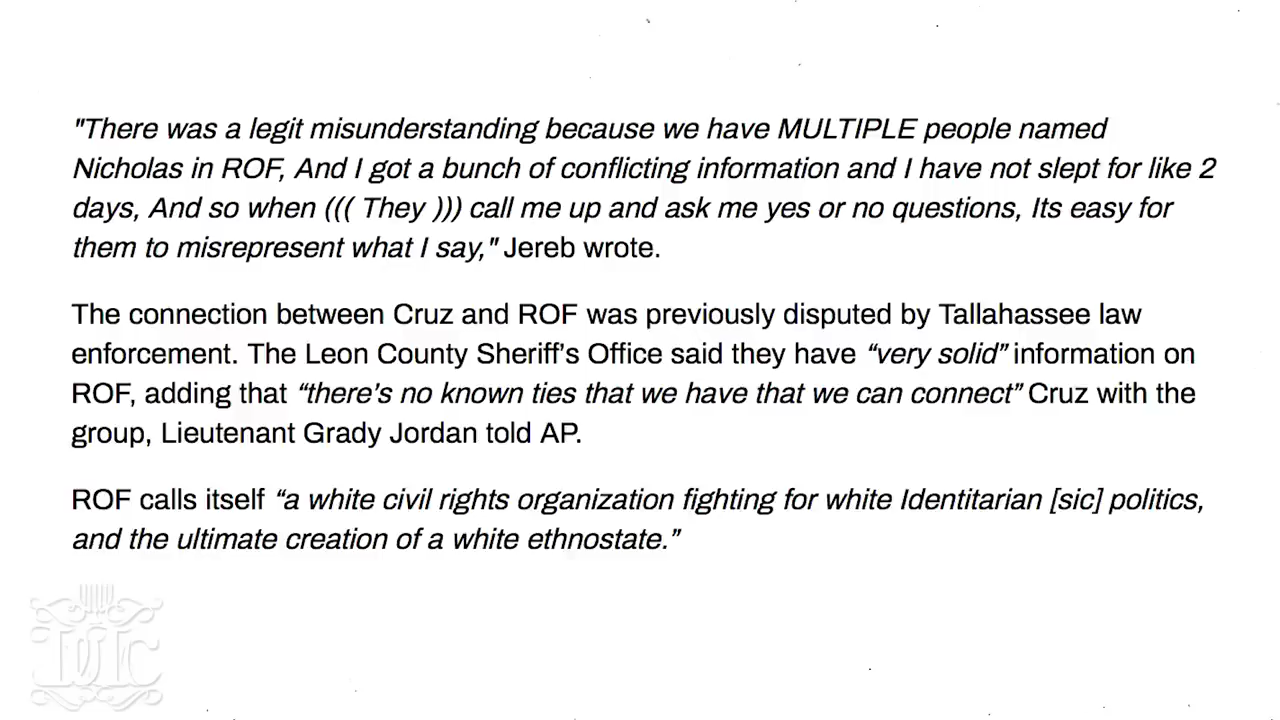 "There was a legit misunderstanding because we have MULTIPLE people named
Nicholas in ROF, And I got a bunch of conflicting information and I have not slept for like 2
days, And so when ((( They ))) call me up and ask me yes or no questions, Its easy for
them to misrepresent what I say," Jereb wrote.
The connection between Cruz and ROF was previously disputed by Tallahassee law
enforcement. The Leon County Sheriff's Office said they have “very solid” information on
ROF, adding that “there’s no known ties that we have that we can connect” Cruz with the
group, Lieutenant Grady Jordan told AP.
ROF calls itself “a white civil rights organization fighting for white Identitarian [sic] politics,
and the ultimate creation of a white ethnostate.”